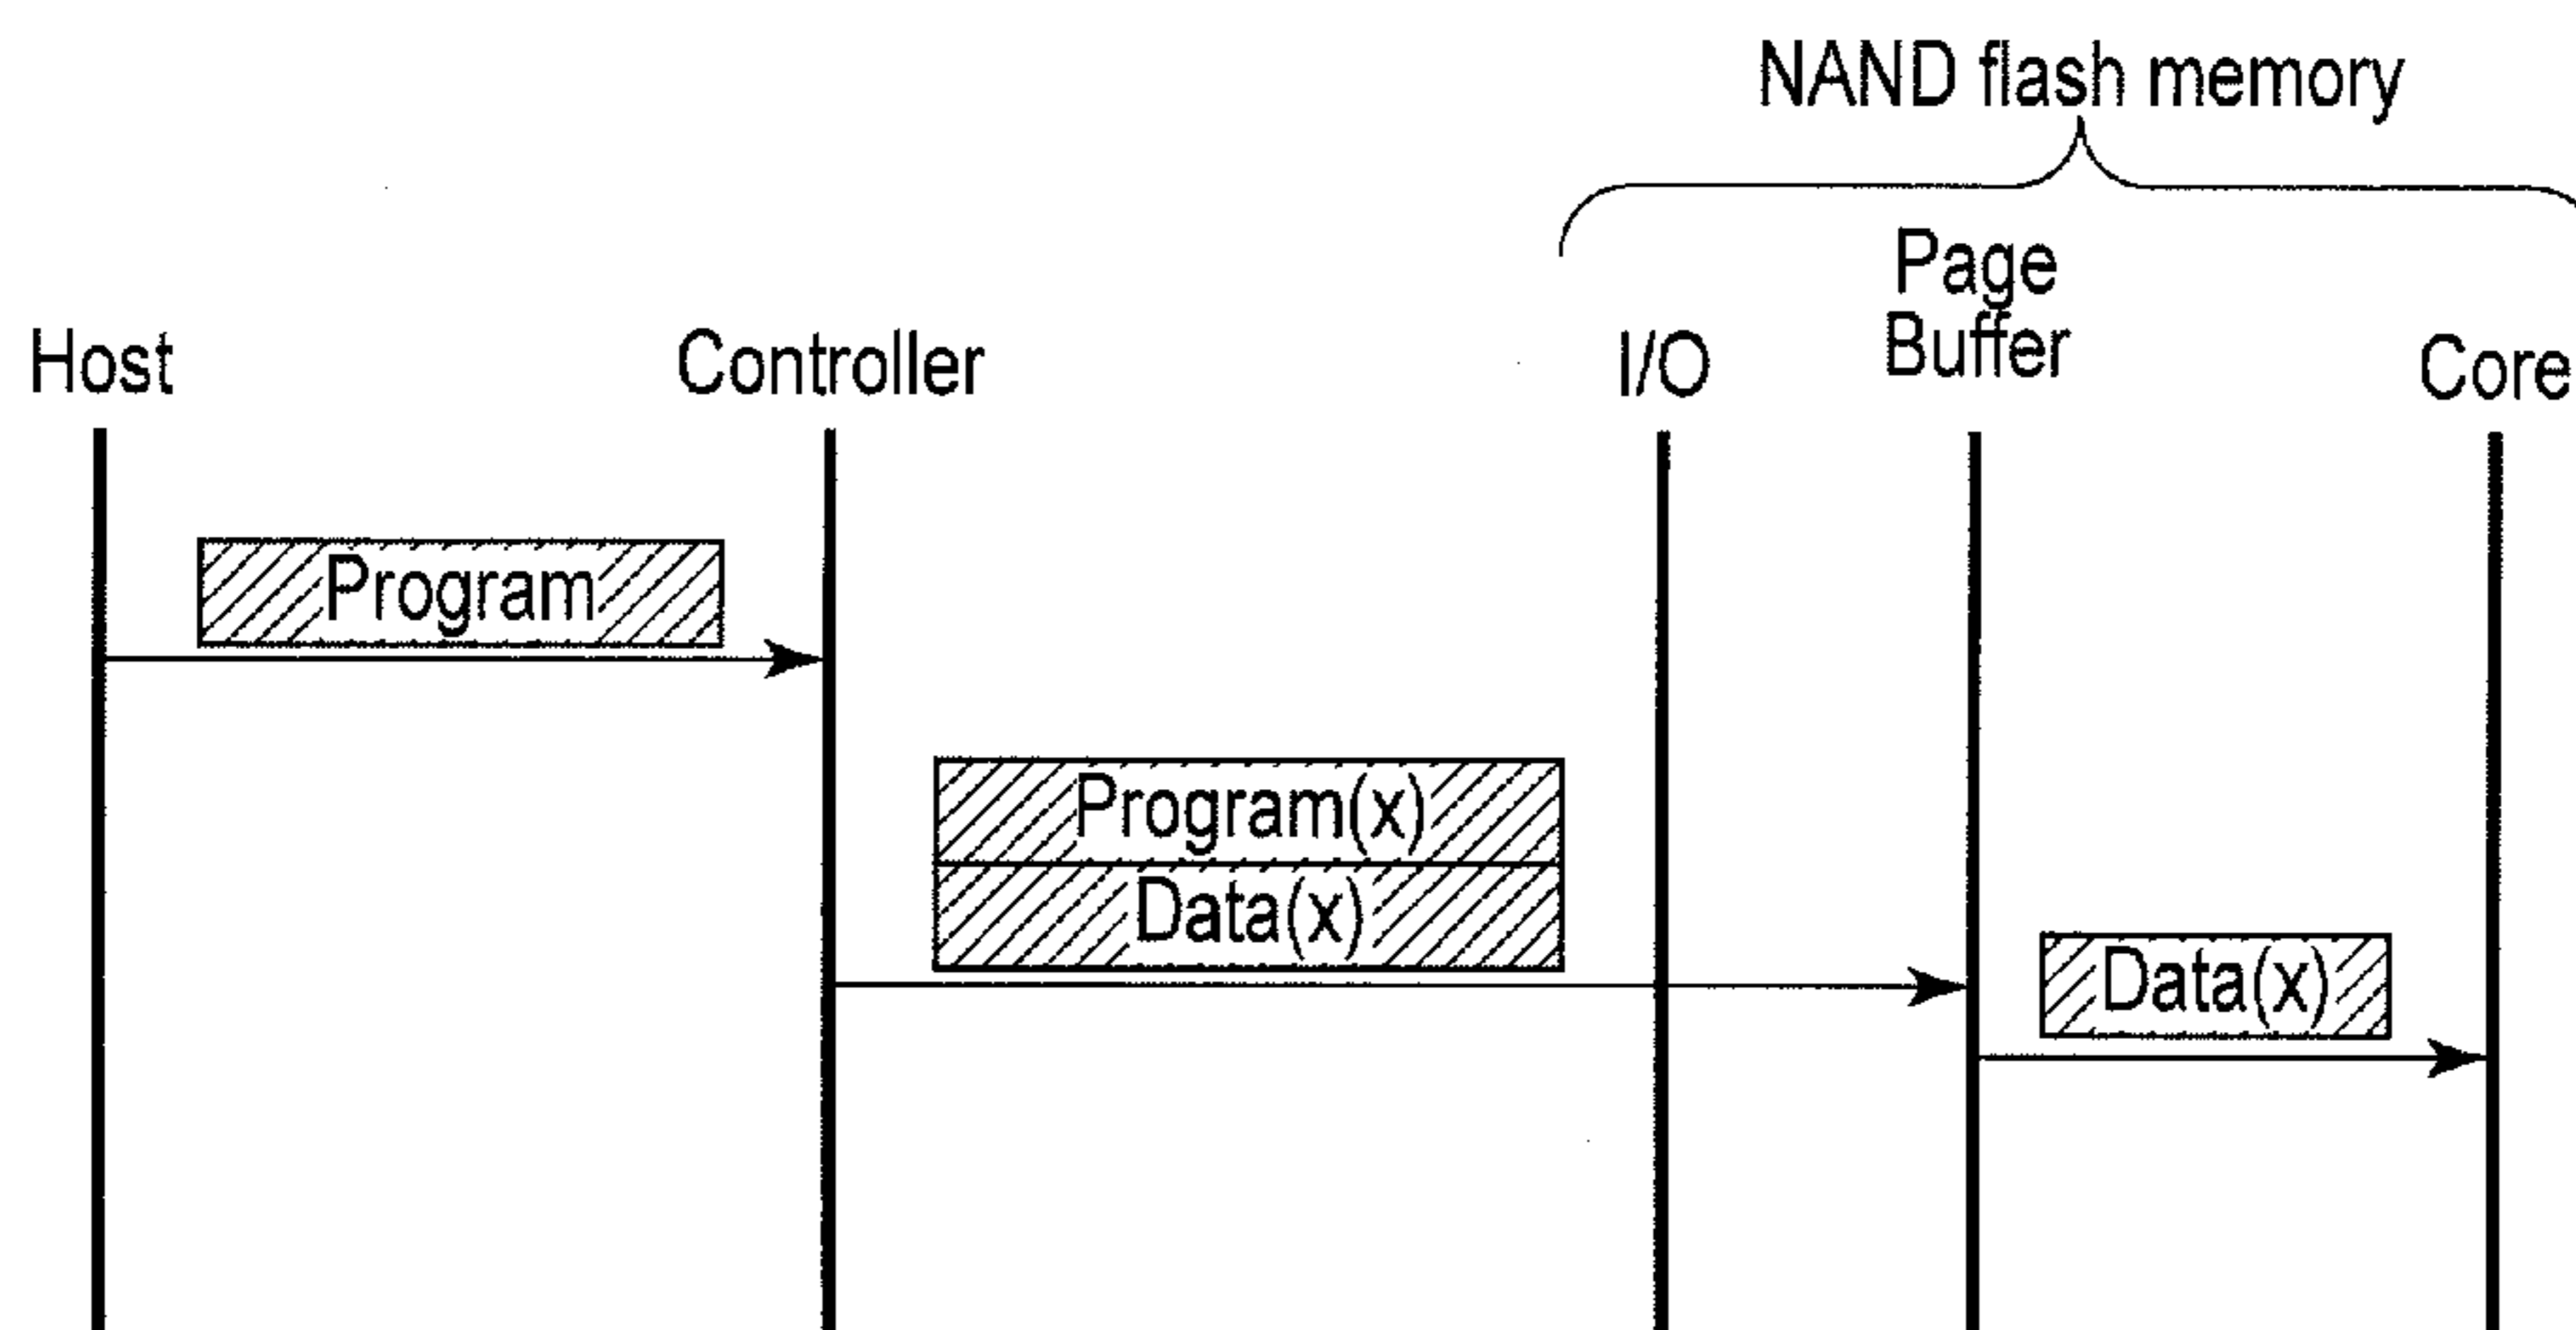 NAND flash memory
Page
Buffer
Host
Controller
I/O
Core
Program
Program(x)
Data(x)
Data(x)